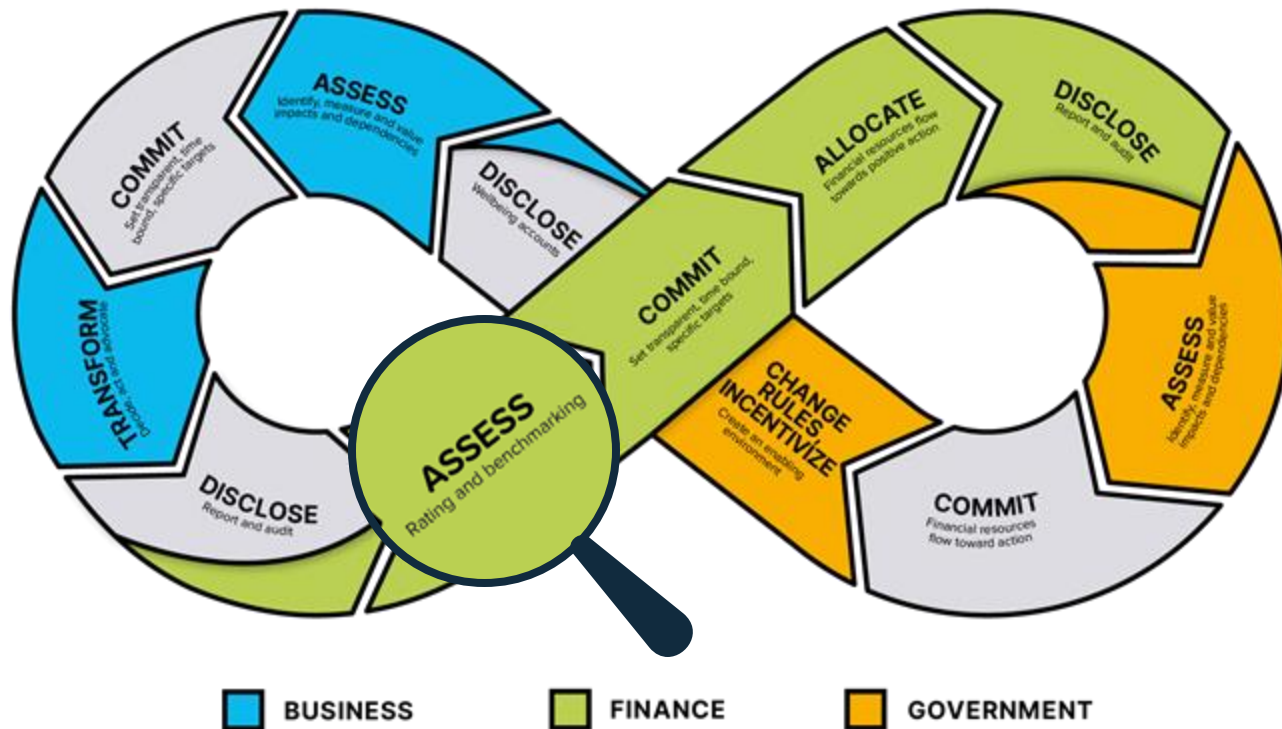 ASSESS
Identify, measure and value
impacts and dependencies
COMMIT
Set transparent, time
bound, specific targets
TRANSFORM
Decide, act and advocate
DISCLOSE
Report and audit
DISCLOSE
Wellbeing accounts
ASSESS
Rating and benchmarking
COMMIT
Set transparent, time bound,
specific targets
ALLOCATE
Financial resources flow
towards positive action
DISCLOSE
Report and audit
ASSESS
Identify, measure and value
impacts and dependencies
COMMIT
Financial resources
flow toward action
CHANGE
RULES,
INCENTIVIZE
Create an enabling
environment
BUSINESS
FINANCE
GOVERNMENT